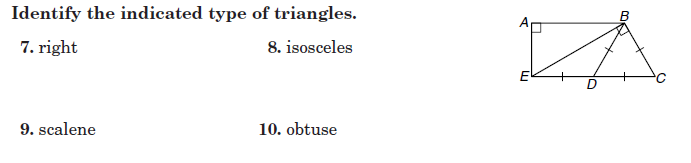 Identify the indicated type of triangles.
7. right 8. isosceles
9. scalene 10. obtuse
A B
E D C